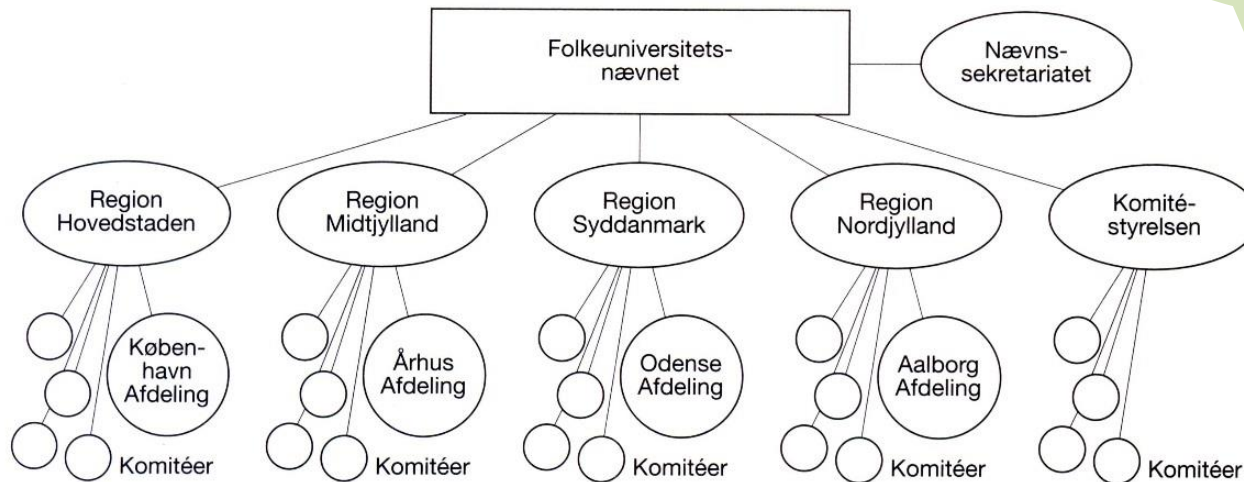 Folkeuniversitets-
nævnet
Nævns-
sekretariatet
Region
Hovedstaden
Region
Midtjylland
Region
Syddanmark
Region
Nordjylland
Komité-
styrelsen
Køben-
havn
Afdeling
Århus
Afdeling
Odense
Afdeling
Aalborg
Afdeling
Komitéer
Komitéer
Komitéer
Komitéer
Komitéer